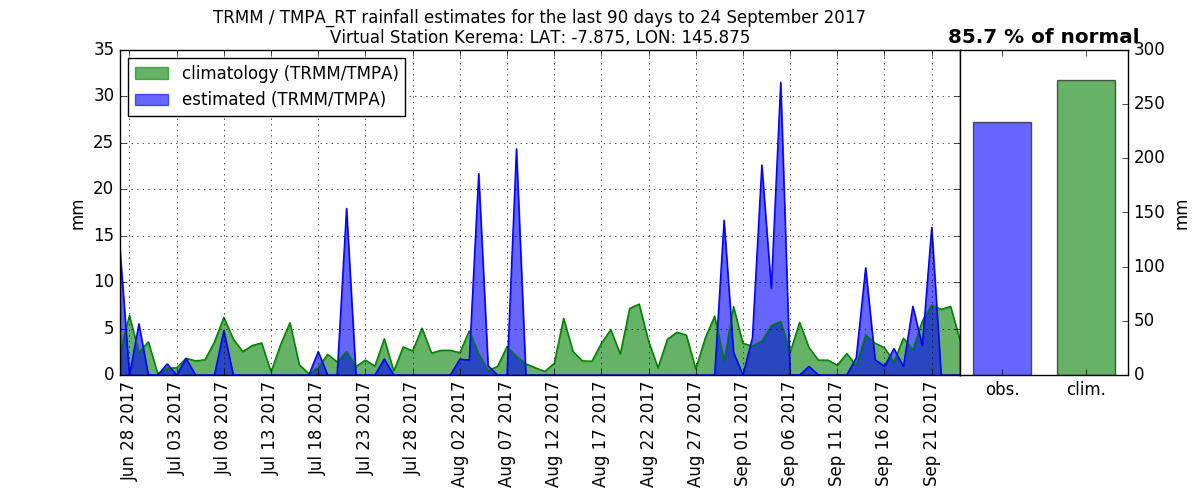 TRMM / TMPA_RT rainfall estimates for the last 90 days to 24 September 2017
Virtual Station Kerema: LAT: -7.875, LON: 145.875
85.7 % of normal
climatology (TRMM/TMPA)
estimated (TRMM/TMPA)
35
30
25
20
15
10
5
0
mm
Jun 28 2017
Jul 03 2017
Jul 08 2017
Jul 13 2017
Jul 18 2017
Jul 23 2017
Jul 28 2017
Aug 02 2017
Aug 07 2017
Aug 12 2017
Aug 17 2017
Aug 22 2017
Aug 27 2017
Sep 01 2017
Sep 06 2017
Sep 11 2017
Sep 16 2017
Sep 21 2017
obs.
clim.
300
250
200
150
100
50
0
mm